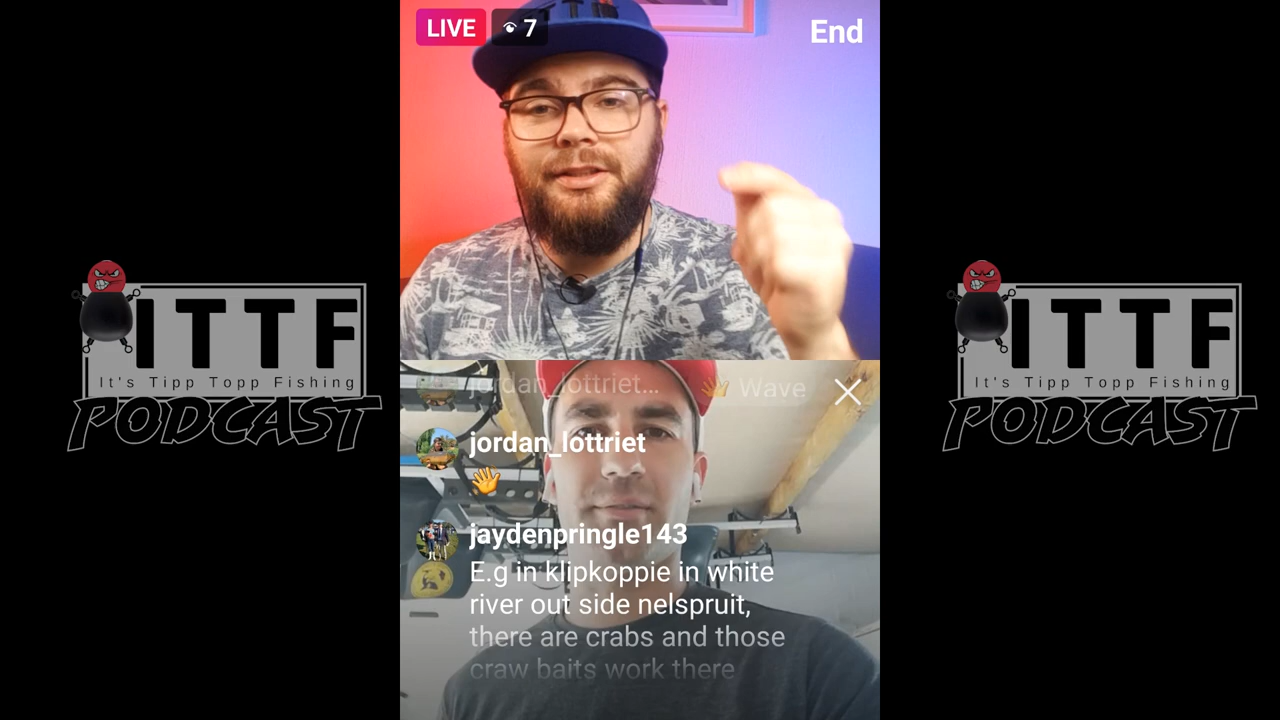 LIVE
7
End
ITTF
It's Tipp Topp Fishing
PODCAST
jordan_lottriet...
👋 Wave
jordan_lottriet
👋
jaydenpringle143
E.g in klipkoppie in white
river out side nelspruit,
there are crabs and those
craw baits work there
ITTF
It's Tipp Topp Fishing
PODCAST